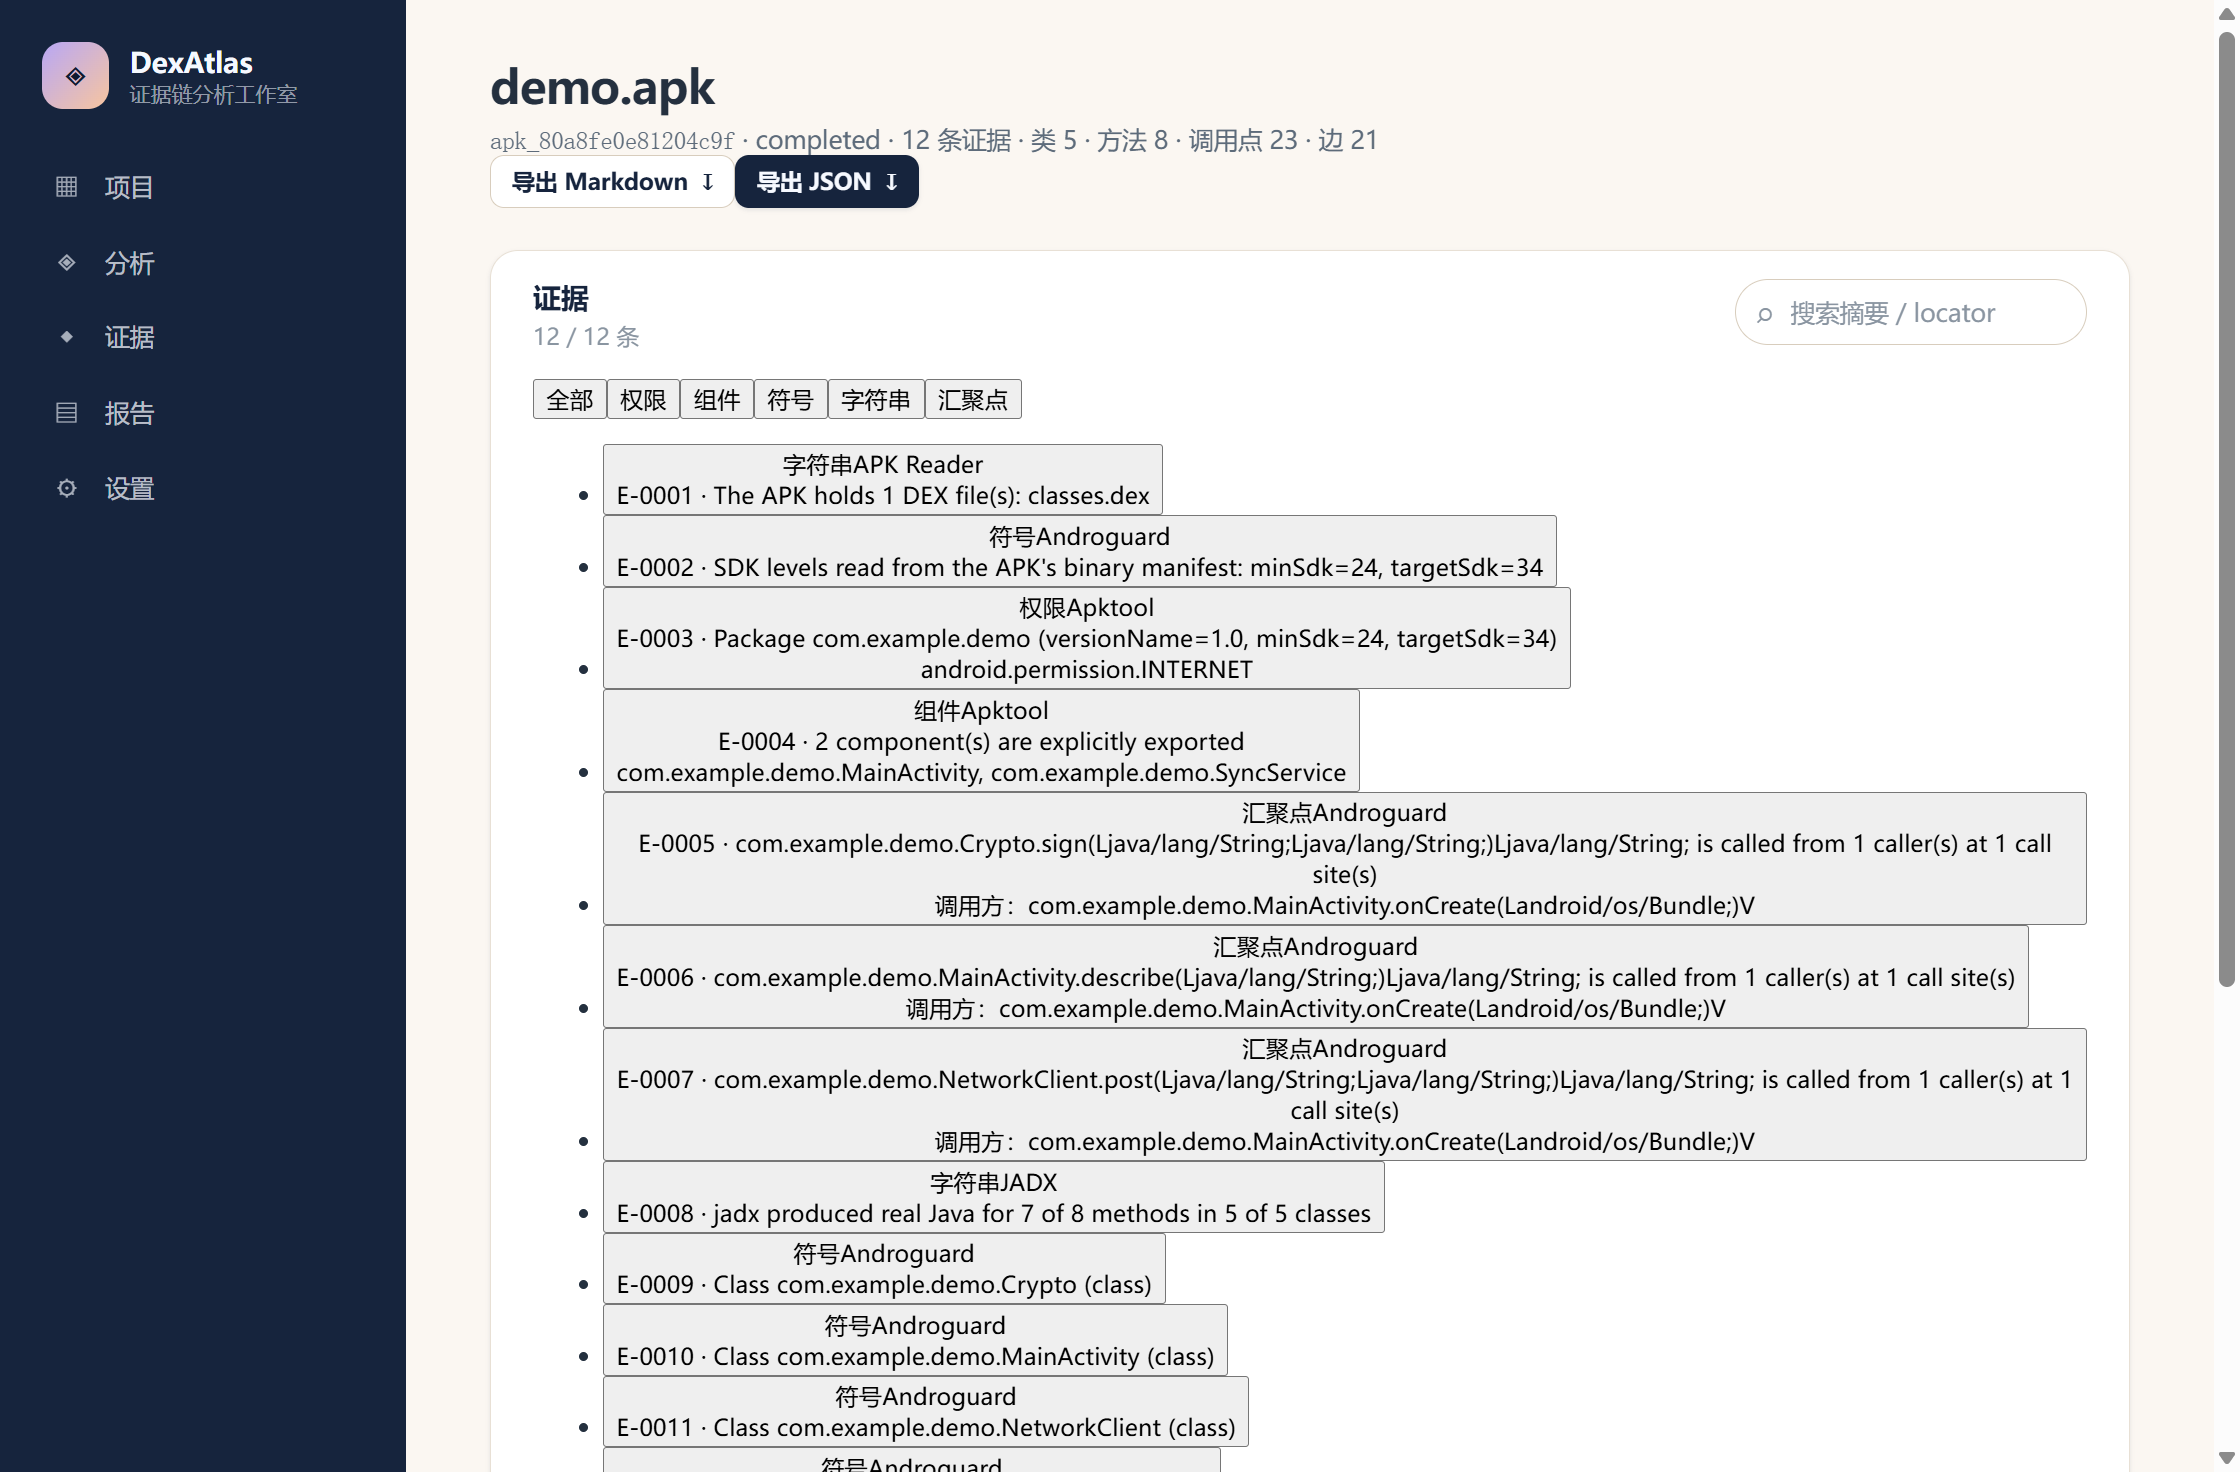 DexAtlas
证据链分析工作室
项目
分析
证据
报告
设置
demo.apk
apk_80a8fe0e81204c9f · completed · 12 条证据 · 类 5 · 方法 8 · 调用点 23 · 边 21
导出 Markdown ↧
导出 JSON ↧
证据
12 / 12 条
搜索摘要 / locator
全部 权限 组件 符号 字符串 汇聚点
字符串APK Reader
E-0001 · The APK holds 1 DEX file(s): classes.dex
符号Androguard
E-0002 · SDK levels read from the APK's binary manifest: minSdk=24, targetSdk=34
权限Apktool
E-0003 · Package com.example.demo (versionName=1.0, minSdk=24, targetSdk=34)
android.permission.INTERNET
组件Apktool
E-0004 · 2 component(s) are explicitly exported
com.example.demo.MainActivity, com.example.demo.SyncService
汇聚点Androguard
E-0005 · com.example.demo.Crypto.sign(Ljava/lang/String;Ljava/lang/String;)Ljava/lang/String; is called from 1 caller(s) at 1 call
site(s)
调用方：com.example.demo.MainActivity.onCreate(Landroid/os/Bundle;)V
汇聚点Androguard
E-0006 · com.example.demo.MainActivity.describe(Ljava/lang/String;)Ljava/lang/String; is called from 1 caller(s) at 1 call site(s)
调用方：com.example.demo.MainActivity.onCreate(Landroid/os/Bundle;)V
汇聚点Androguard
E-0007 · com.example.demo.NetworkClient.post(Ljava/lang/String;Ljava/lang/String;)Ljava/lang/String; is called from 1 caller(s) at 1
call site(s)
调用方：com.example.demo.MainActivity.onCreate(Landroid/os/Bundle;)V
字符串JADX
E-0008 · jadx produced real Java for 7 of 8 methods in 5 of 5 classes
符号Androguard
E-0009 · Class com.example.demo.Crypto (class)
符号Androguard
E-0010 · Class com.example.demo.MainActivity (class)
符号Androguard
E-0011 · Class com.example.demo.NetworkClient (class)
符号Androguard